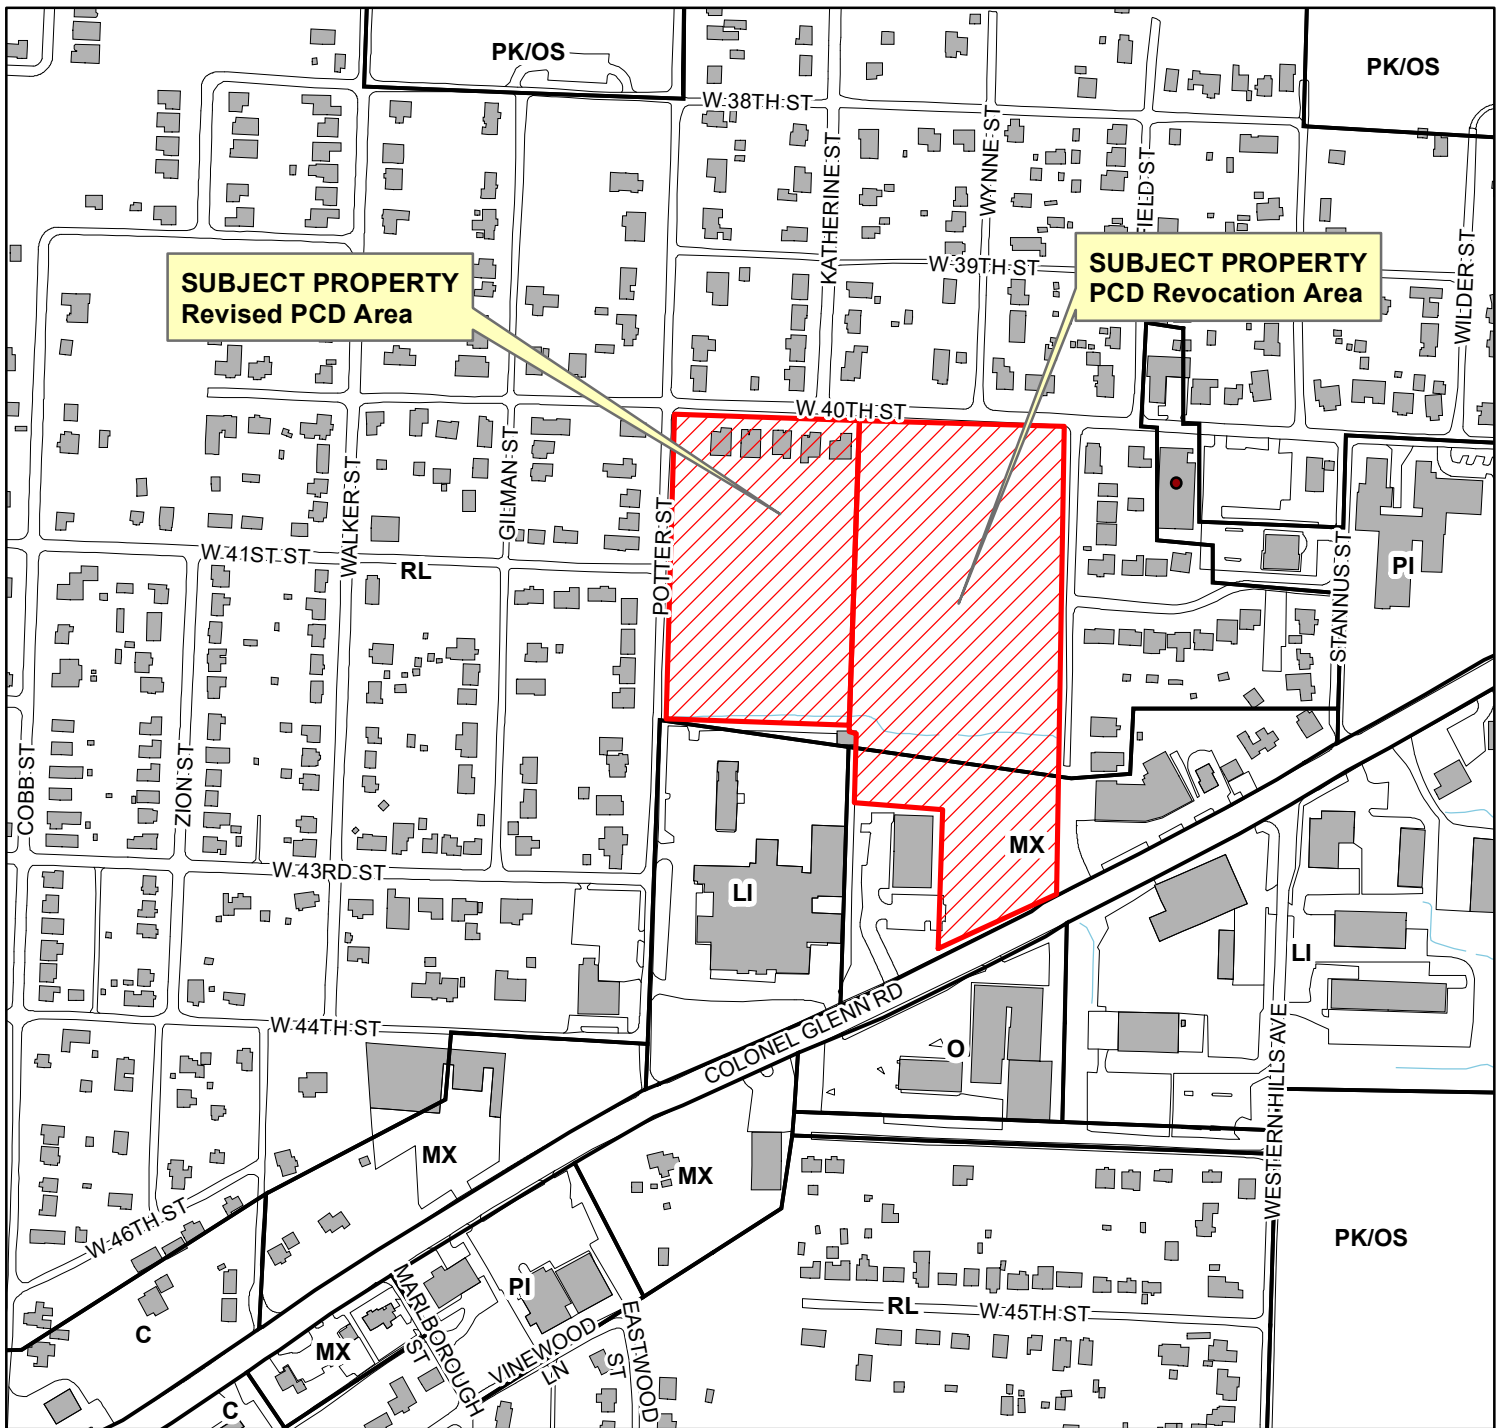 PK/OS
PK/OS
W 38TH ST
KATHERINE ST
WYNNE ST
FIELD ST
WILDER ST
W 39TH ST
SUBJECT PROPERTY
Revised PCD Area
SUBJECT PROPERTY
PCD Revocation Area
W 40TH ST
WALKER ST
GILMAN ST
POTTER ST
W 41ST ST
RL
PI
STANNUS ST
COBB ST
ZION ST
W 43RD ST
LI
MX
LI
W 44TH ST
COLONEL GLENN RD
O
WESTERN HILLS AVE
MX
MX
W 46TH ST
PK/OS
PI
C
MX
MARLBOROUGH
ST
VINEWOOD
LN
EASTWOOD
ST
RL
W 45TH ST
C